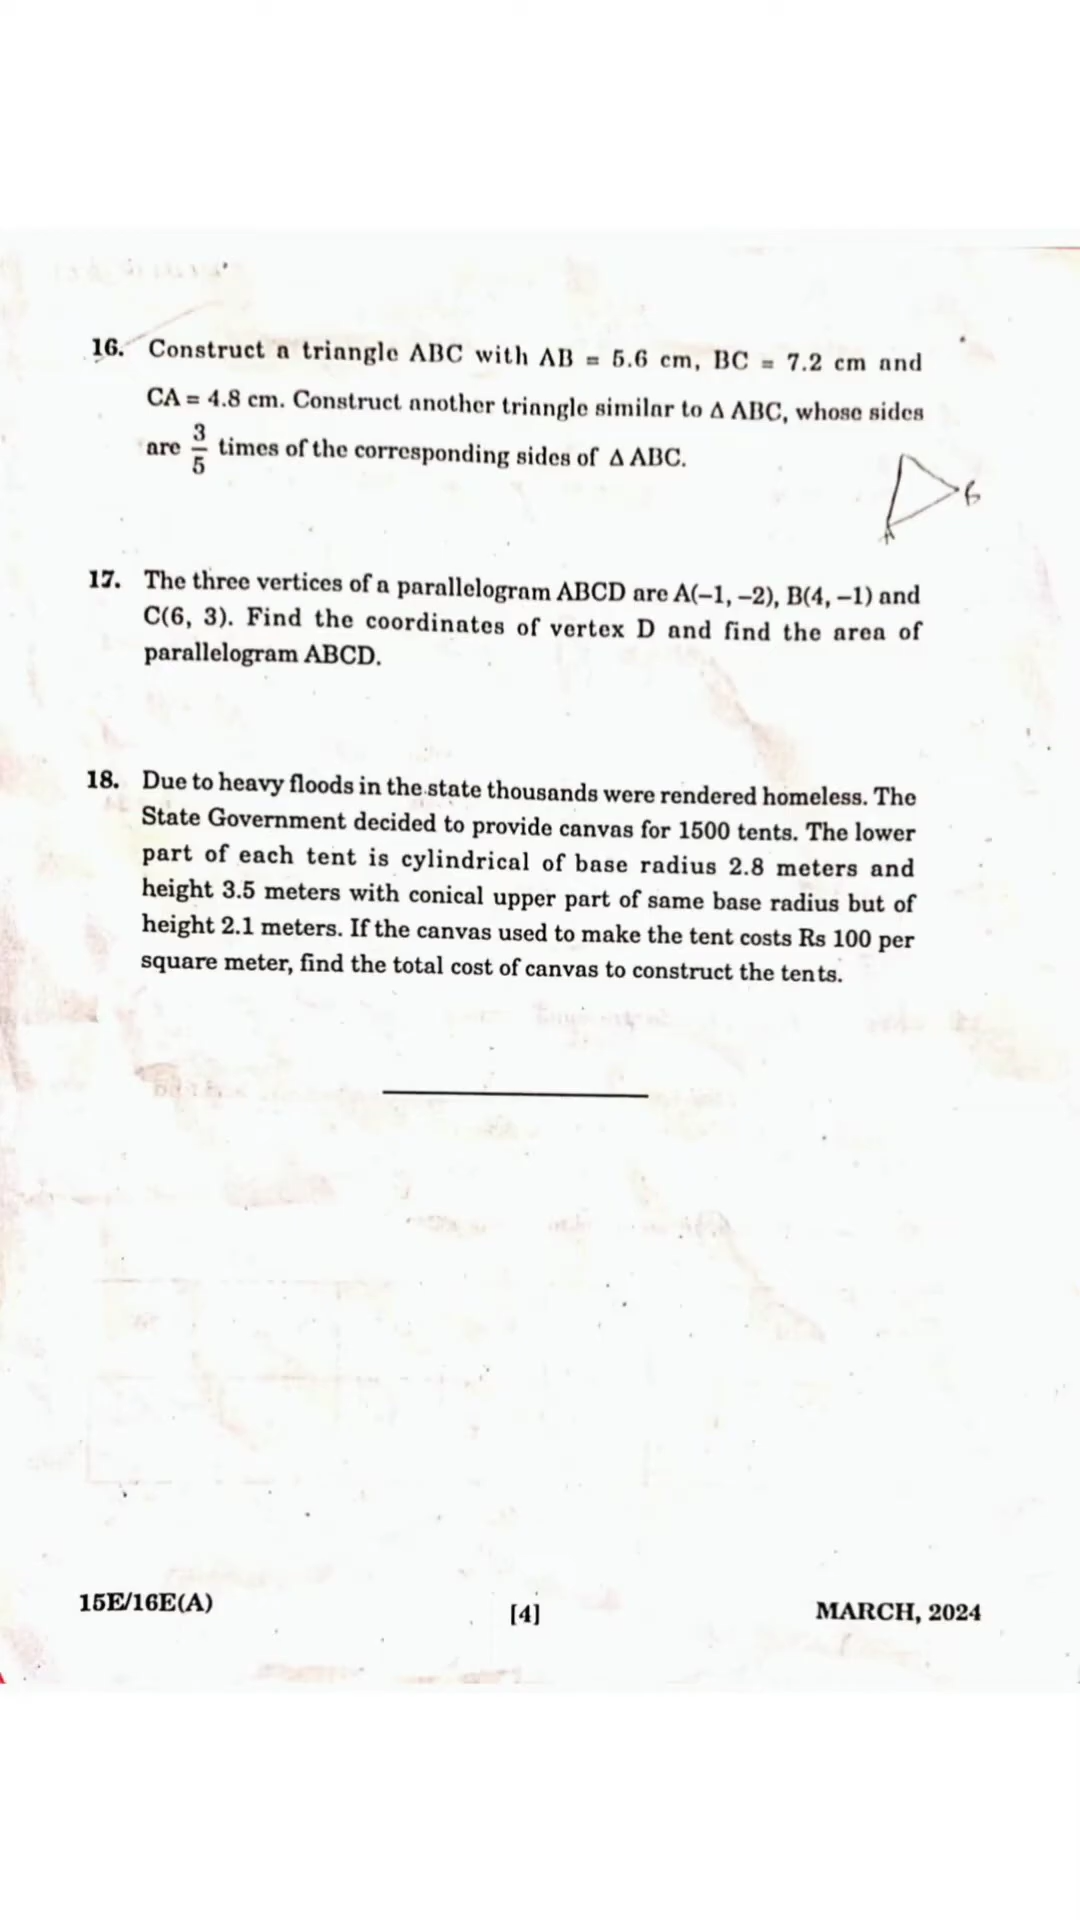 16. Construct a triangle ABC with AB = 5.6 cm, BC = 7.2 cm and
CA = 4.8 cm. Construct another triangle similar to Δ ABC, whose sides
are 3/5 times of the corresponding sides of Δ ABC.
A
B
17. The three vertices of a parallelogram ABCD are A(–1, –2), B(4, –1) and
C(6, 3). Find the coordinates of vertex D and find the area of
parallelogram ABCD.
18. Due to heavy floods in the state thousands were rendered homeless. The
State Government decided to provide canvas for 1500 tents. The lower
part of each tent is cylindrical of base radius 2.8 meters and
height 3.5 meters with conical upper part of same base radius but of
height 2.1 meters. If the canvas used to make the tent costs Rs 100 per
square meter, find the total cost of canvas to construct the tents.
15E/16E(A)
[4]
MARCH, 2024